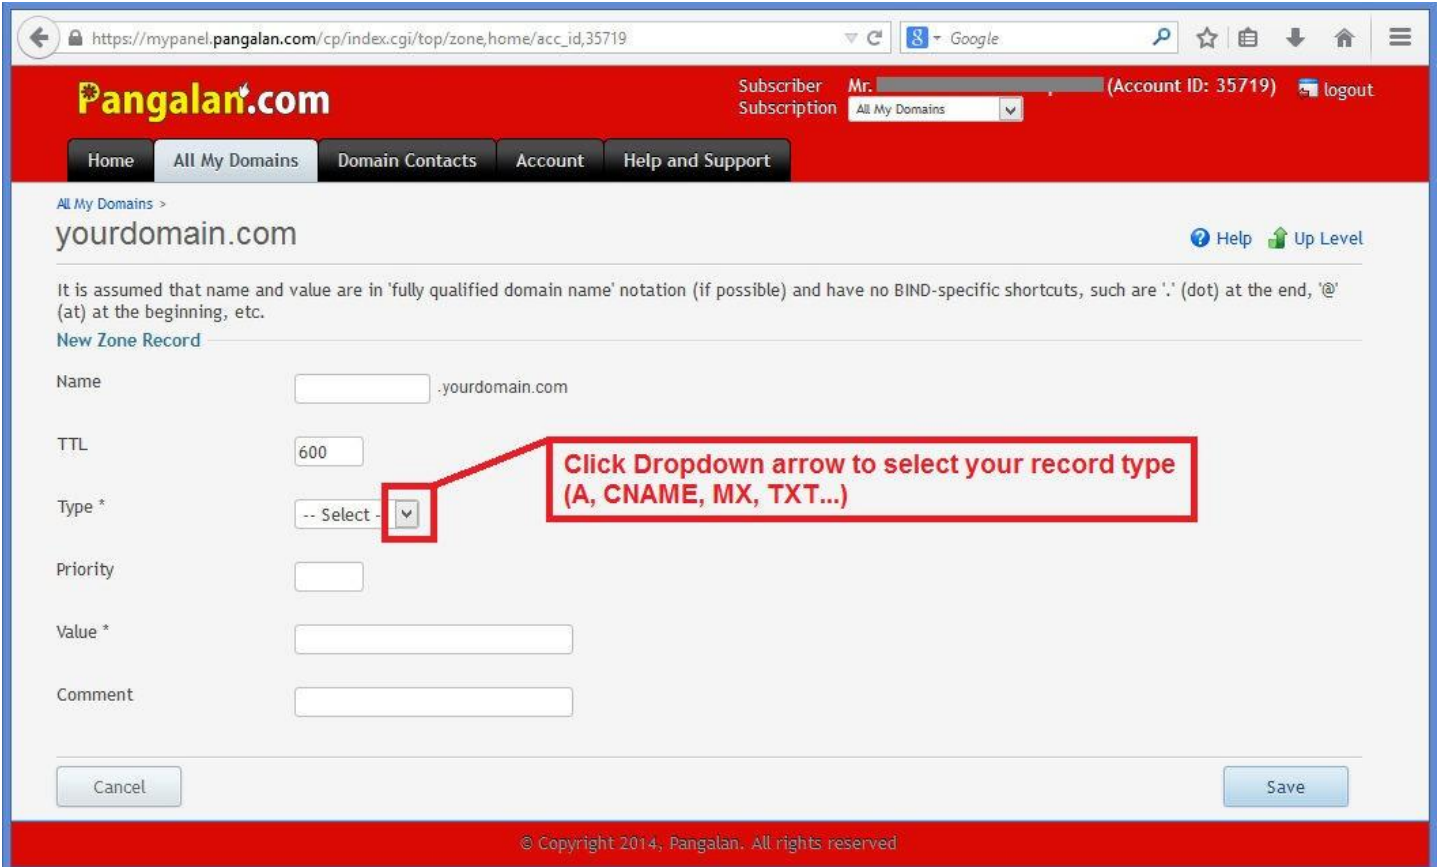 https://mypanel.pangalan.com/cp/index.cgi/top/zone,home/acc_id,35719
8 Google
Pangalan.com
Subscriber Mr. (Account ID: 35719) logout
Subscription All My Domains
Home All My Domains Domain Contacts Account Help and Support
All My Domains >
yourdomain.com
Help Up Level
It is assumed that name and value are in 'fully qualified domain name' notation (if possible) and have no BIND-specific shortcuts, such are '.' (dot) at the end, '@'
(at) at the beginning, etc.
New Zone Record
Name .yourdomain.com
TTL 600
Click Dropdown arrow to select your record type
(A, CNAME, MX, TXT...)
Type * -- Select -
Priority
Value *
Comment
Cancel Save
© Copyright 2014, Pangalan. All rights reserved